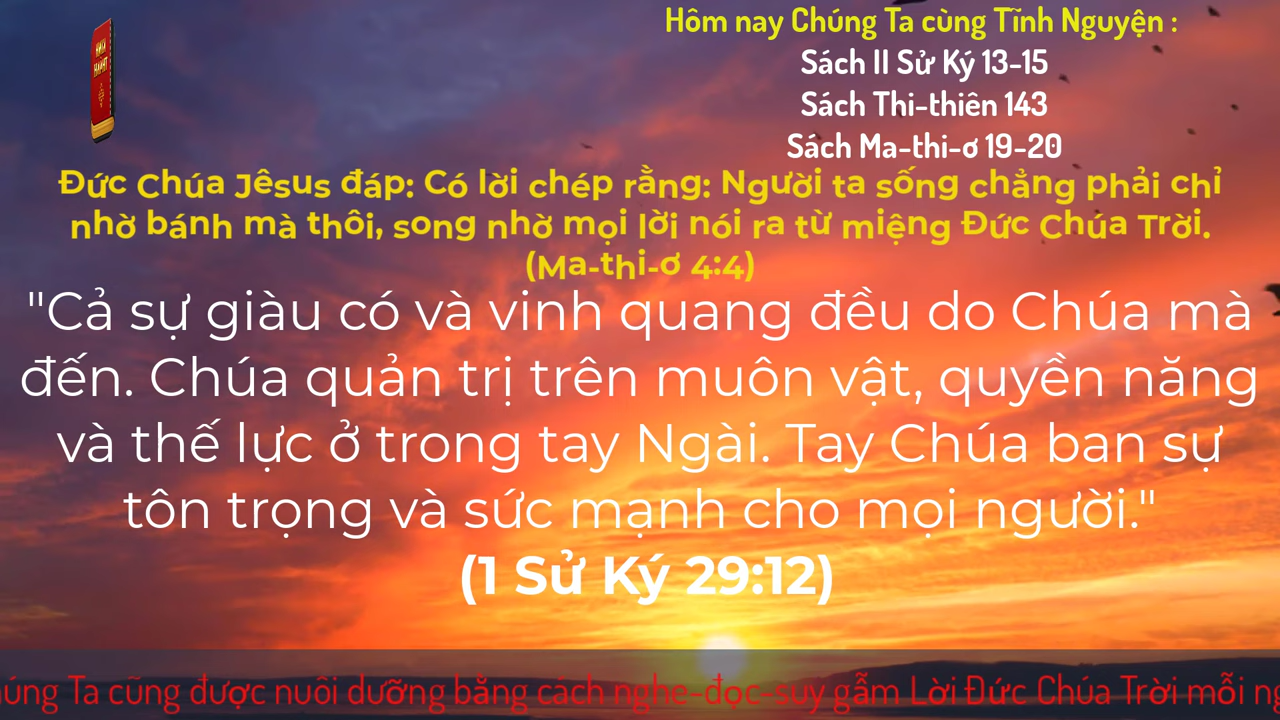 Hôm nay Chúng Ta cùng Tĩnh Nguyện :
Sách II Sử Ký 13-15
Sách Thi-thiên 143
Sách Ma-thi-ơ 19-20
Đức Chúa Jêsus đáp: Có lời chép rằng: Người ta sống chẳng phải chỉ
nhờ bánh mà thôi, song nhờ mọi lời nói ra từ miệng Đức Chúa Trời.
(Ma-thi-ơ 4:4)
"Cả sự giàu có và vinh quang đều do Chúa mà
đến. Chúa quản trị trên muôn vật, quyền năng
và thế lực ở trong tay Ngài. Tay Chúa ban sự
tôn trọng và sức mạnh cho mọi người."
(1 Sử Ký 29:12)
Ta cũng được nuôi dưỡng bằng cách nghe-đọc-suy gẫm Lời Đức Chúa Trời mỗi